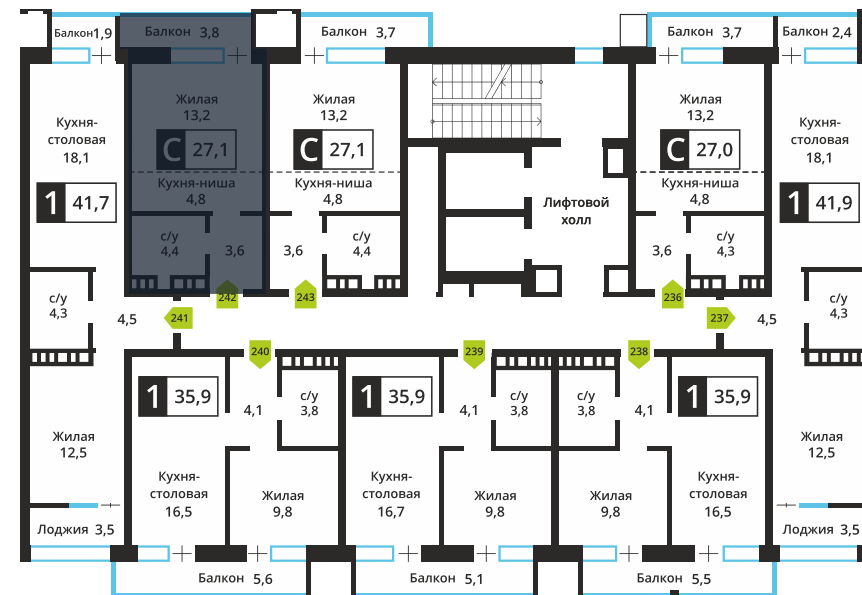 Балкон 1,9
Балкон 3,8
Балкон 3,7
Балкон 3,7
Балкон 2,4
Кухня-
столовая
18,1
1 41,7
Жилая
13,2
С 27,1
Кухня-ниша
4,8
с/у
4,4
3,6
Жилая
13,2
С 27,1
Кухня-ниша
4,8
3,6
с/у
4,4
Лифтовой
холл
Жилая
13,2
С 27,0
Кухня-ниша
4,8
3,6
с/у
4,3
Кухня-
столовая
18,1
1 41,9
с/у
4,3
4,5
241
242
243
236
237
4,5
с/у
4,3
240
239
238
1 35,9
4,1
с/у
3,8
1 35,9
4,1
с/у
3,8
с/у
3,8
4,1
1 35,9
Жилая
12,5
Кухня-
столовая
16,5
Жилая
9,8
Кухня-
столовая
16,7
Жилая
9,8
Жилая
9,8
Кухня-
столовая
16,5
Жилая
12,5
Лоджия 3,5
Лоджия 3,5
Балкон 5,6
Балкон 5,1
Балкон 5,5